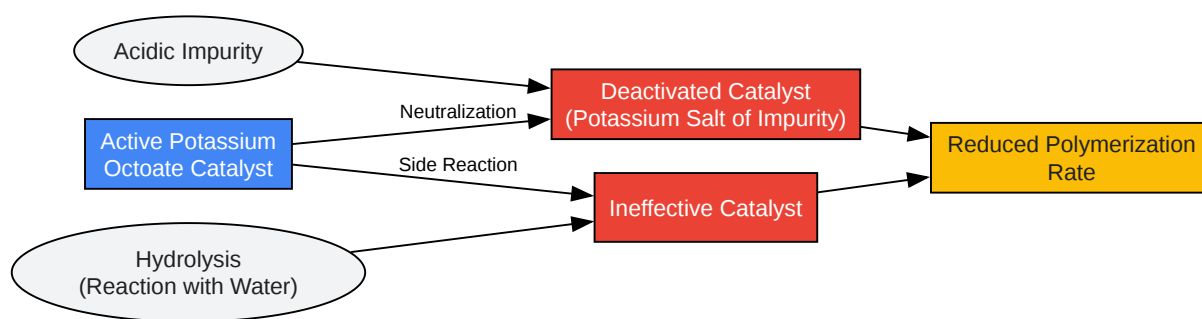 Acidic Impurity
Neutralization
Deactivated Catalyst
(Potassium Salt of Impurity)
Active Potassium
Octoate Catalyst
Side Reaction
Ineffective Catalyst
Reduced Polymerization
Rate
Hydrolysis
(Reaction with Water)